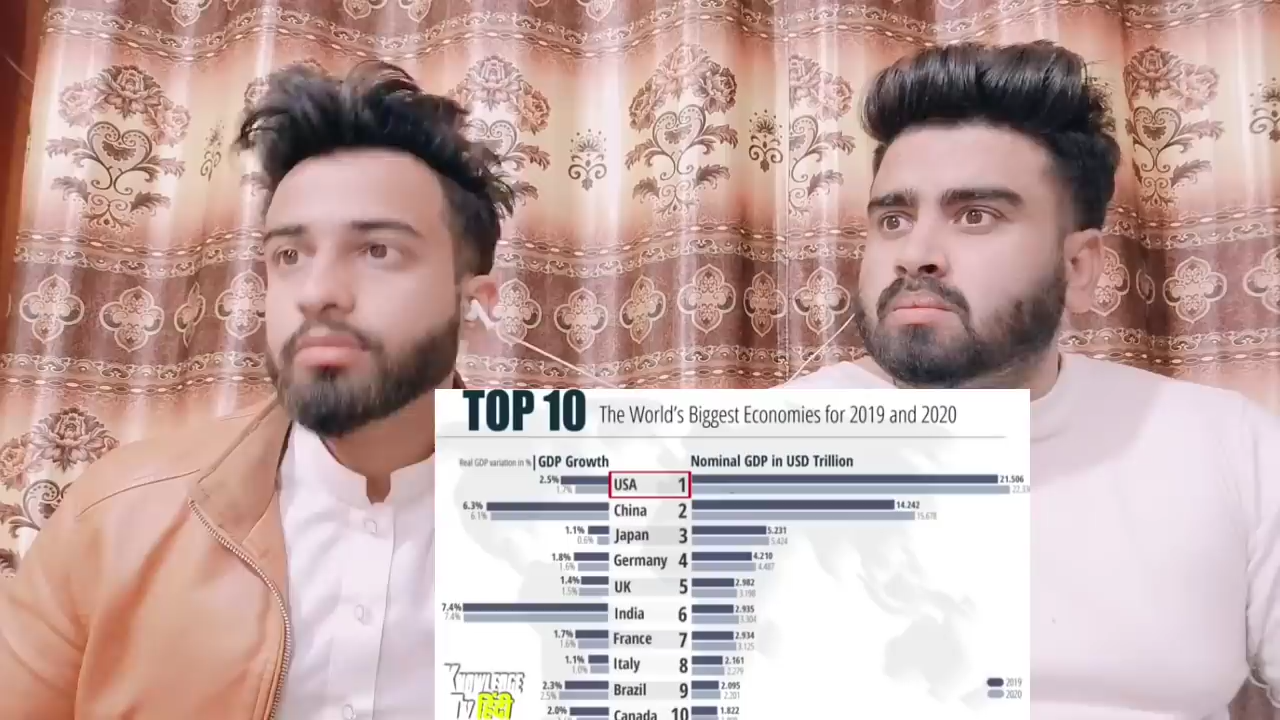 TOP 10 The World's Biggest Economies for 2019 and 2020
Real GDP variation in % | GDP Growth Nominal GDP in USD Trillion
2.5% USA 1 21.506
1.7% 22.33
6.3% China 2 14.242
6.1% 15.678
1.1% Japan 3 5.231
0.6% 5.424
1.8% Germany 4 4.210
1.6% 4.487
1.4% UK 5 2.982
1.5% 3.198
7.4% India 6 2.935
7.4% 3.304
1.7% France 7 2.934
1.6% 3.125
1.1% Italy 8 2.161
1.0% 2.279
2.3% Brazil 9 2.095
2.5% 2.201
2.0% Canada 10 1.822
2019
2020
KNOWLEDGE
TV हिंदी